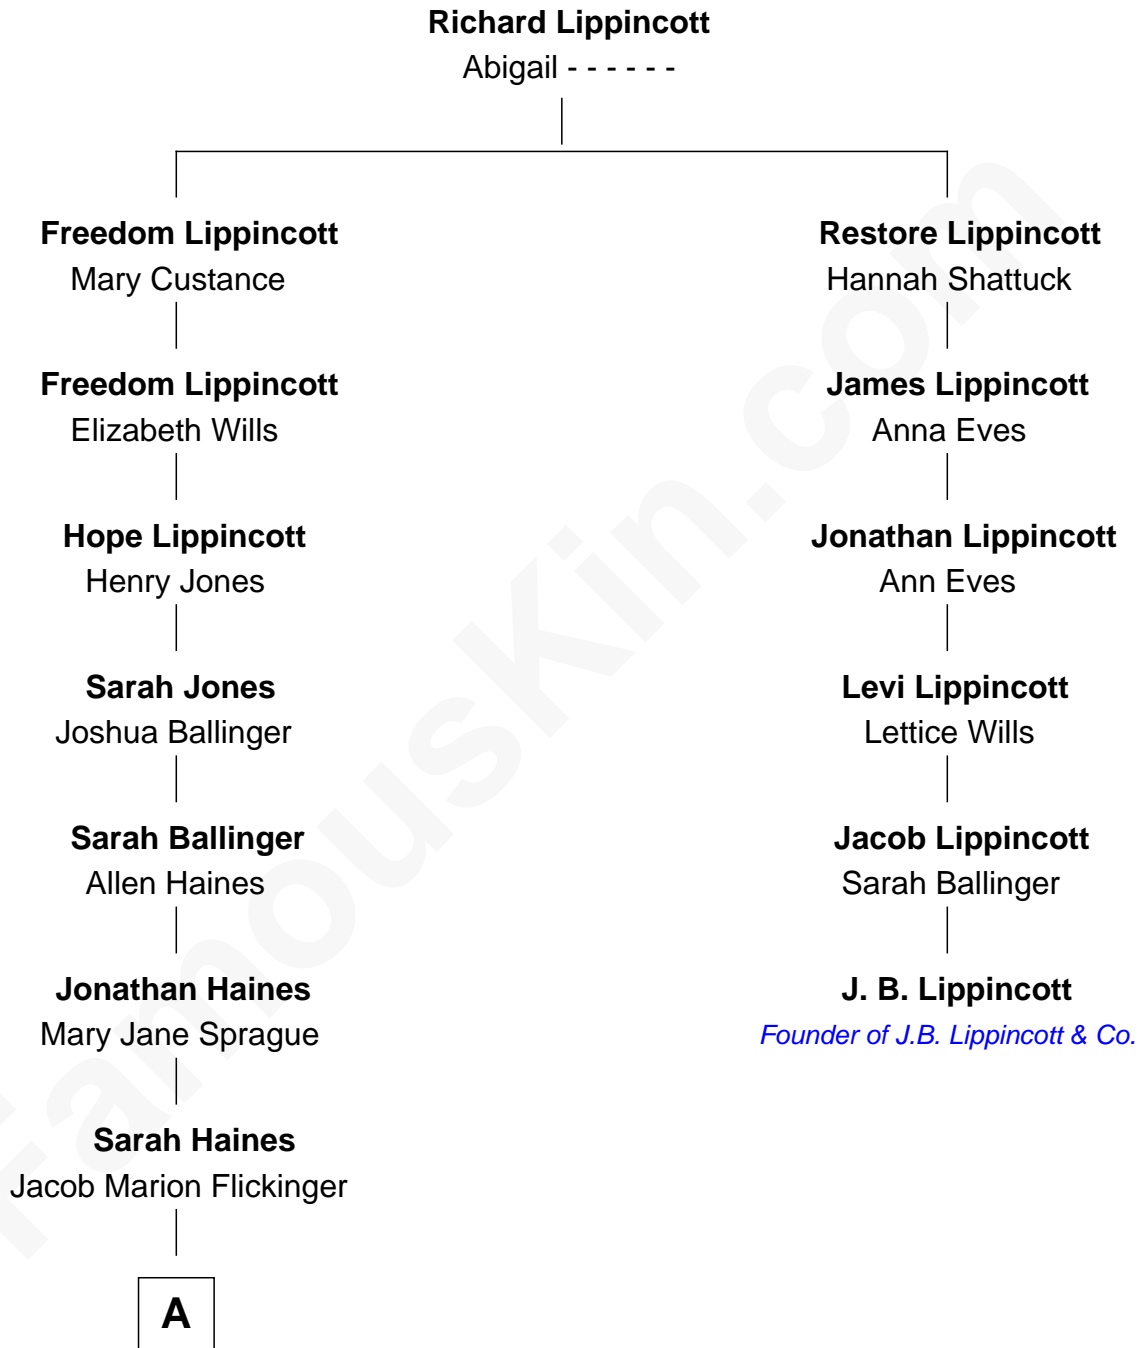 Richard Lippincott
Abigail - - - - - -
Freedom Lippincott
Mary Custance
Freedom Lippincott
Elizabeth Wills
Hope Lippincott
Henry Jones
Sarah Jones
Joshua Ballinger
Sarah Ballinger
Allen Haines
Jonathan Haines
Mary Jane Sprague
Sarah Haines
Jacob Marion Flickinger
A
Restore Lippincott
Hannah Shattuck
James Lippincott
Anna Eves
Jonathan Lippincott
Ann Eves
Levi Lippincott
Lettice Wills
Jacob Lippincott
Sarah Ballinger
J. B. Lippincott
Founder of J.B. Lippincott & Co.
FamousKin.com